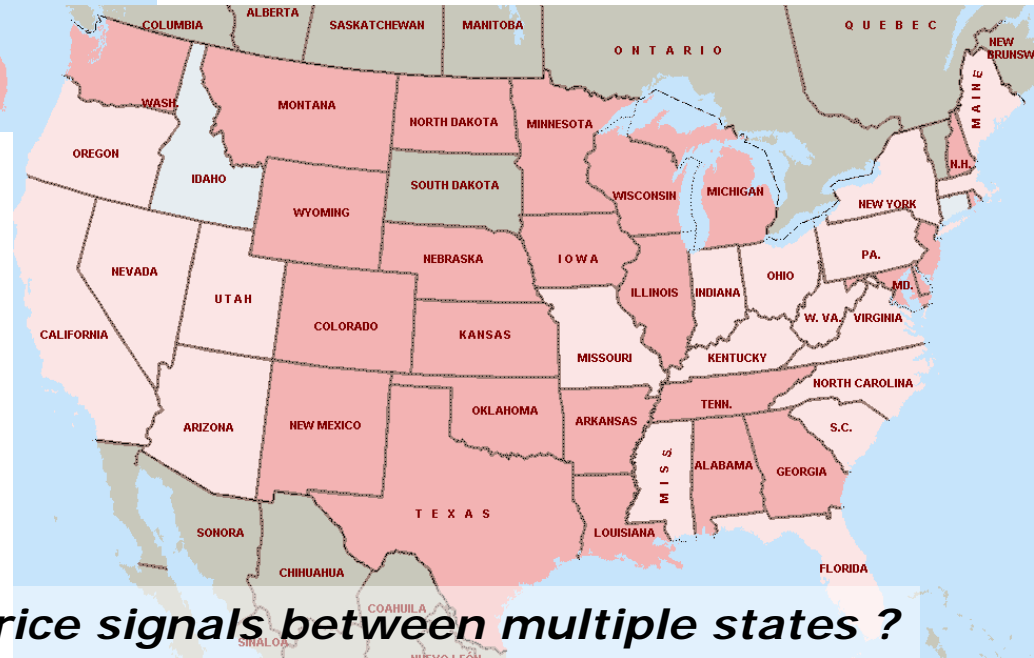 COLUMBIA
ALBERTA
SASKATCHEWAN
MANITOBA
ONTARIO
QUEBEC
NEW
BRUNSW
WASH.
MONTANA
NORTH DAKOTA
MINNESOTA
MAINE
OREGON
IDAHO
SOUTH DAKOTA
WISCONSIN
MICHIGAN
N.H.
WYOMING
NEW YORK
NEBRASKA
IOWA
PA.
NEVADA
UTAH
ILLINOIS
INDIANA
OHIO
MD.
CALIFORNIA
COLORADO
KANSAS
MISSOURI
KENTUCKY
W. VA.
VIRGINIA
NORTH CAROLINA
TENN.
ARIZONA
NEW MEXICO
OKLAHOMA
ARKANSAS
S.C.
MISS.
ALABAMA
GEORGIA
TEXAS
SONORA
LOUISIANA
CHIHUAHUA
FLORIDA
COAHUILA
rice signals between multiple states ?
SINALOA
NUEVO LEÓN